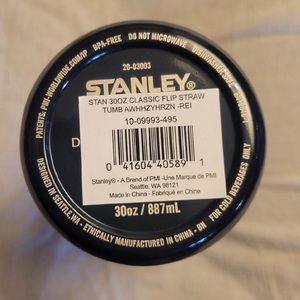 DO NOT MICROWAVE
BPA-FREE
PATENTS: PMI-WORLDWIDE.COM/IP
20-03003
STANLEY®
STAN 30OZ CLASSIC FLIP STRAW
TUMB AWHHZYHRZN -REI
10-09993-495
D
0 41604 40589 1
Stanley® - A Brend of PMI -Une Marque de PMI
Seattle, WA 98121
Made in China - Fabriqué en Chine
30oz / 887mL
DESIGNED IN SEATTLE, WA - ETHICALLY MANUFACTURED IN CHINA - BN
FOR COLD BEVERAGES ONLY